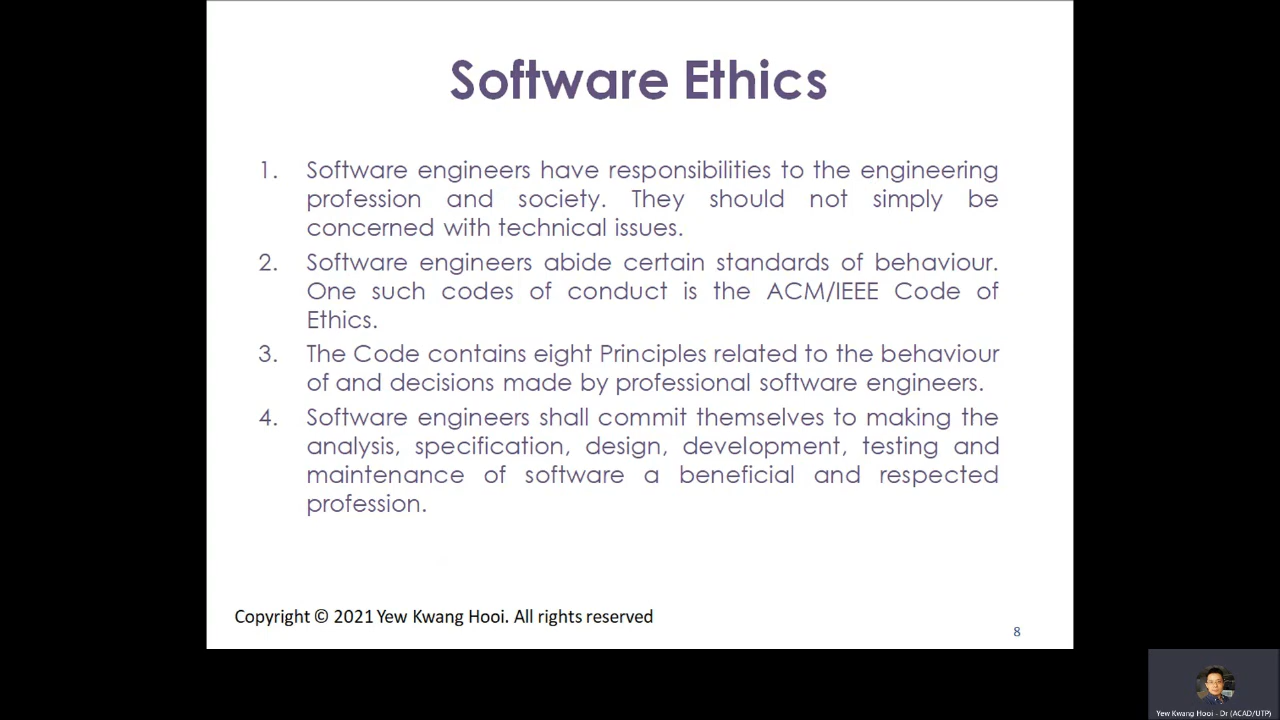 Software Ethics
1. Software engineers have responsibilities to the engineering
profession and society. They should not simply be
concerned with technical issues.
2. Software engineers abide certain standards of behaviour.
One such codes of conduct is the ACM/IEEE Code of
Ethics.
3. The Code contains eight Principles related to the behaviour
of and decisions made by professional software engineers.
4. Software engineers shall commit themselves to making the
analysis, specification, design, development, testing and
maintenance of software a beneficial and respected
profession.
Copyright © 2021 Yew Kwang Hooi. All rights reserved
8
Yew Kwang Hooi - Dr (ACAD/UTP)